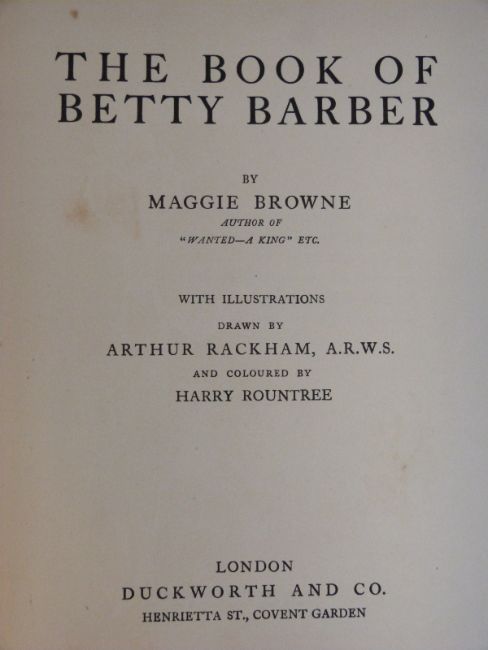 THE BOOK OF
BETTY BARBER
BY
MAGGIE BROWNE
AUTHOR OF
"WANTED—A KING" ETC.
WITH ILLUSTRATIONS
DRAWN BY
ARTHUR RACKHAM, A.R.W.S.
AND COLOURED BY
HARRY ROUNTREE
LONDON
DUCKWORTH AND CO.
HENRIETTA ST., COVENT GARDEN